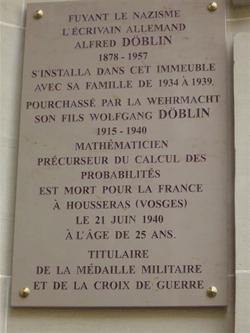 FUYANT LE NAZISME
L'ÉCRIVAIN ALLEMAND
ALFRED DÖBLIN
1878 - 1957
S'INSTALLA DANS CET IMMEUBLE
AVEC SA FAMILLE DE 1934 À 1939.
POURCHASSÉ PAR LA WEHRMACHT
SON FILS WOLFGANG DÖBLIN
1915 - 1940
MATHÉMATICIEN
PRÉCURSEUR DU CALCUL DES
PROBABILITÉS
EST MORT POUR LA FRANCE
À HOUSSERAS (VOSGES)
LE 21 JUIN 1940
À L'ÂGE DE 25 ANS.
TITULAIRE
DE LA MÉDAILLE MILITAIRE
ET DE LA CROIX DE GUERRE